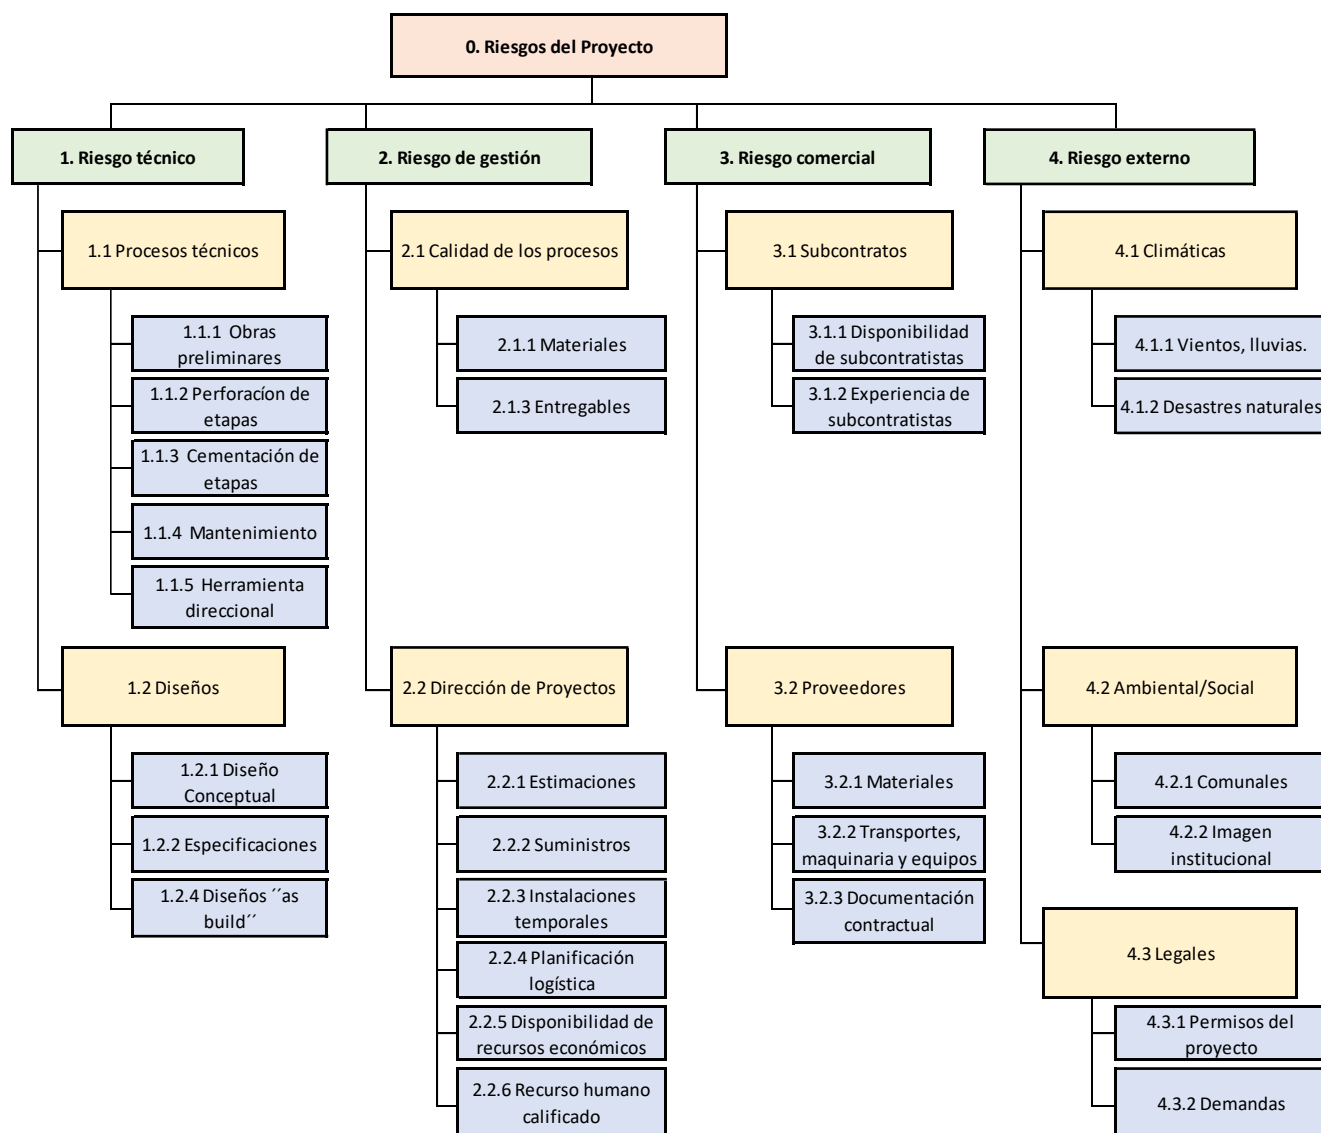 0. Riesgos del Proyecto
1. Riesgo técnico
2. Riesgo de gestión
3. Riesgo comercial
4. Riesgo externo
1.1 Procesos técnicos
2.1 Calidad de los procesos
3.1 Subcontratos
4.1 Climáticas
1.1.1 Obras
preliminares
2.1.1 Materiales
3.1.1 Disponibilidad
de subcontratistas
4.1.1 Vientos, lluvias.
1.1.2 Perforacíon de
etapas
2.1.3 Entregables
3.1.2 Experiencia de
subcontratistas
4.1.2 Desastres naturales
1.1.3 Cementación de
etapas
1.1.4 Mantenimiento
1.1.5 Herramienta
direccional
1.2 Diseños
2.2 Dirección de Proyectos
3.2 Proveedores
4.2 Ambiental/Social
1.2.1 Diseño
Conceptual
2.2.1 Estimaciones
3.2.1 Materiales
4.2.1 Comunales
1.2.2 Especificaciones
2.2.2 Suministros
3.2.2 Transportes,
maquinaria y equipos
4.2.2 Imagen
institucional
1.2.4 Diseños ´´as
build´´
2.2.3 Instalaciones
temporales
3.2.3 Documentación
contractual
4.3 Legales
2.2.4 Planificación
logística
2.2.5 Disponibilidad de
recursos económicos
4.3.1 Permisos del
proyecto
2.2.6 Recurso humano
calificado
4.3.2 Demandas